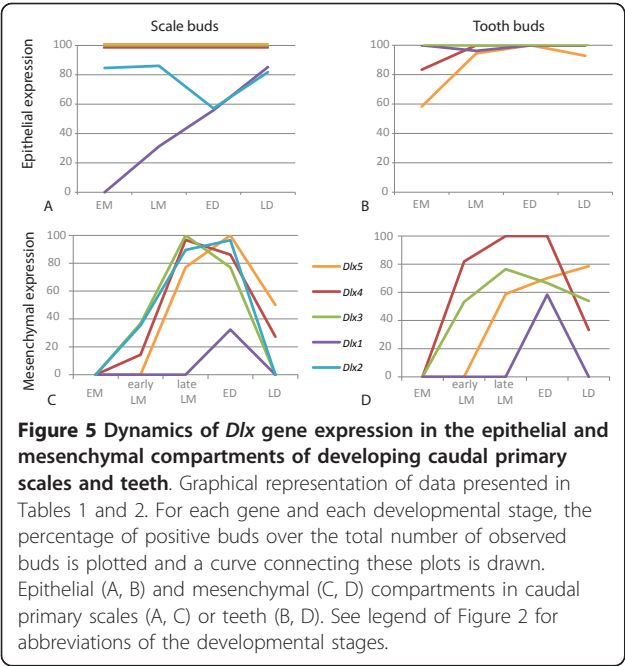 Scale buds
Tooth buds
Epithelial expression
100
80
60
40
20
0
A
EM
LM
ED
LD
100
80
60
40
20
0
B
EM
LM
ED
LD
Mesenchymal expression
100
80
60
40
20
0
C
EM
early
LM
late
LM
ED
LD
Dlx5
Dlx4
Dlx3
Dlx1
Dlx2
100
80
60
40
20
0
D
EM
early
LM
late
LM
ED
LD
Figure 5 Dynamics of Dlx gene expression in the epithelial and
mesenchymal compartments of developing caudal primary
scales and teeth. Graphical representation of data presented in
Tables 1 and 2. For each gene and each developmental stage, the
percentage of positive buds over the total number of observed
buds is plotted and a curve connecting these plots is drawn.
Epithelial (A, B) and mesenchymal (C, D) compartments in caudal
primary scales (A, C) or teeth (B, D). See legend of Figure 2 for
abbreviations of the developmental stages.